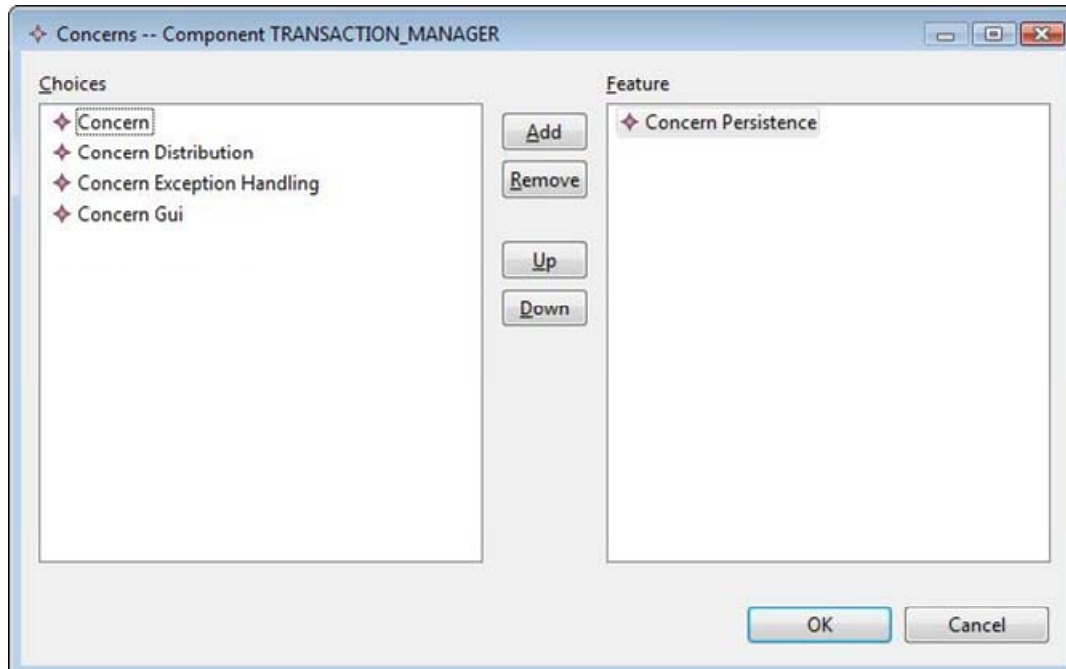 Concerns -- Component TRANSACTION_MANAGER
Choices
Concern
Concern Distribution
Concern Exception Handling
Concern Gui
Add
Remove
Up
Down
Feature
Concern Persistence
OK
Cancel